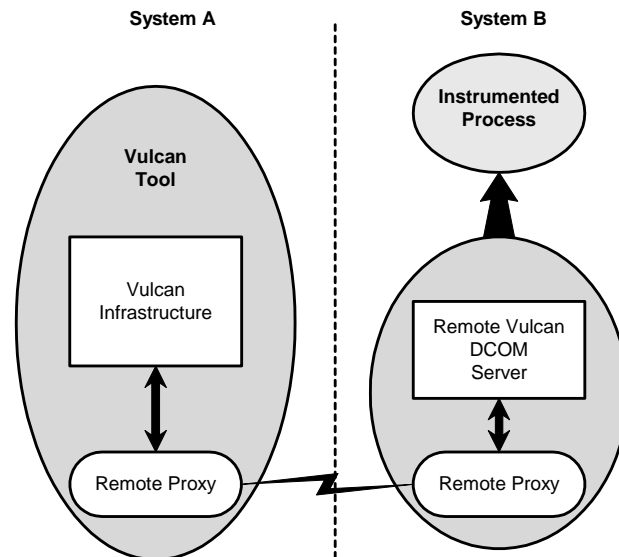 System A
System B
Instrumented
Process
Vulcan
Tool
Vulcan
Infrastructure
Remote Vulcan
DCOM
Server
Remote Proxy
Remote Proxy